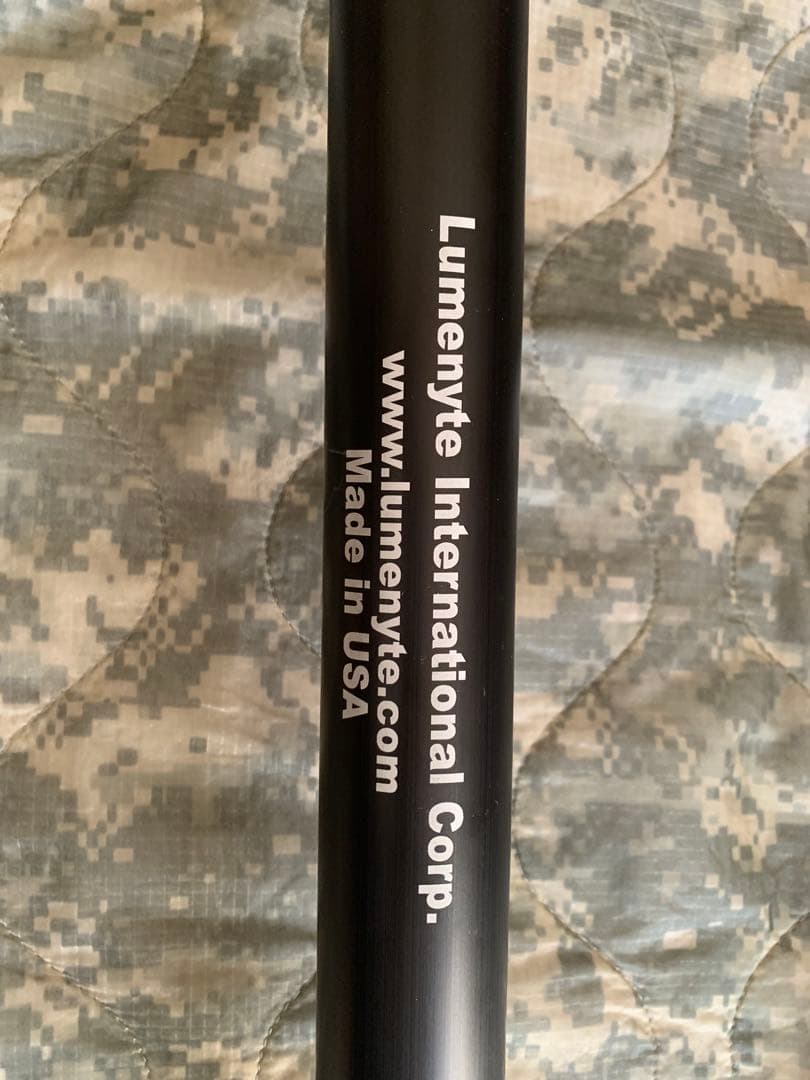 Lumenyte International Corp.
www.lumenyte.com
Made in USA